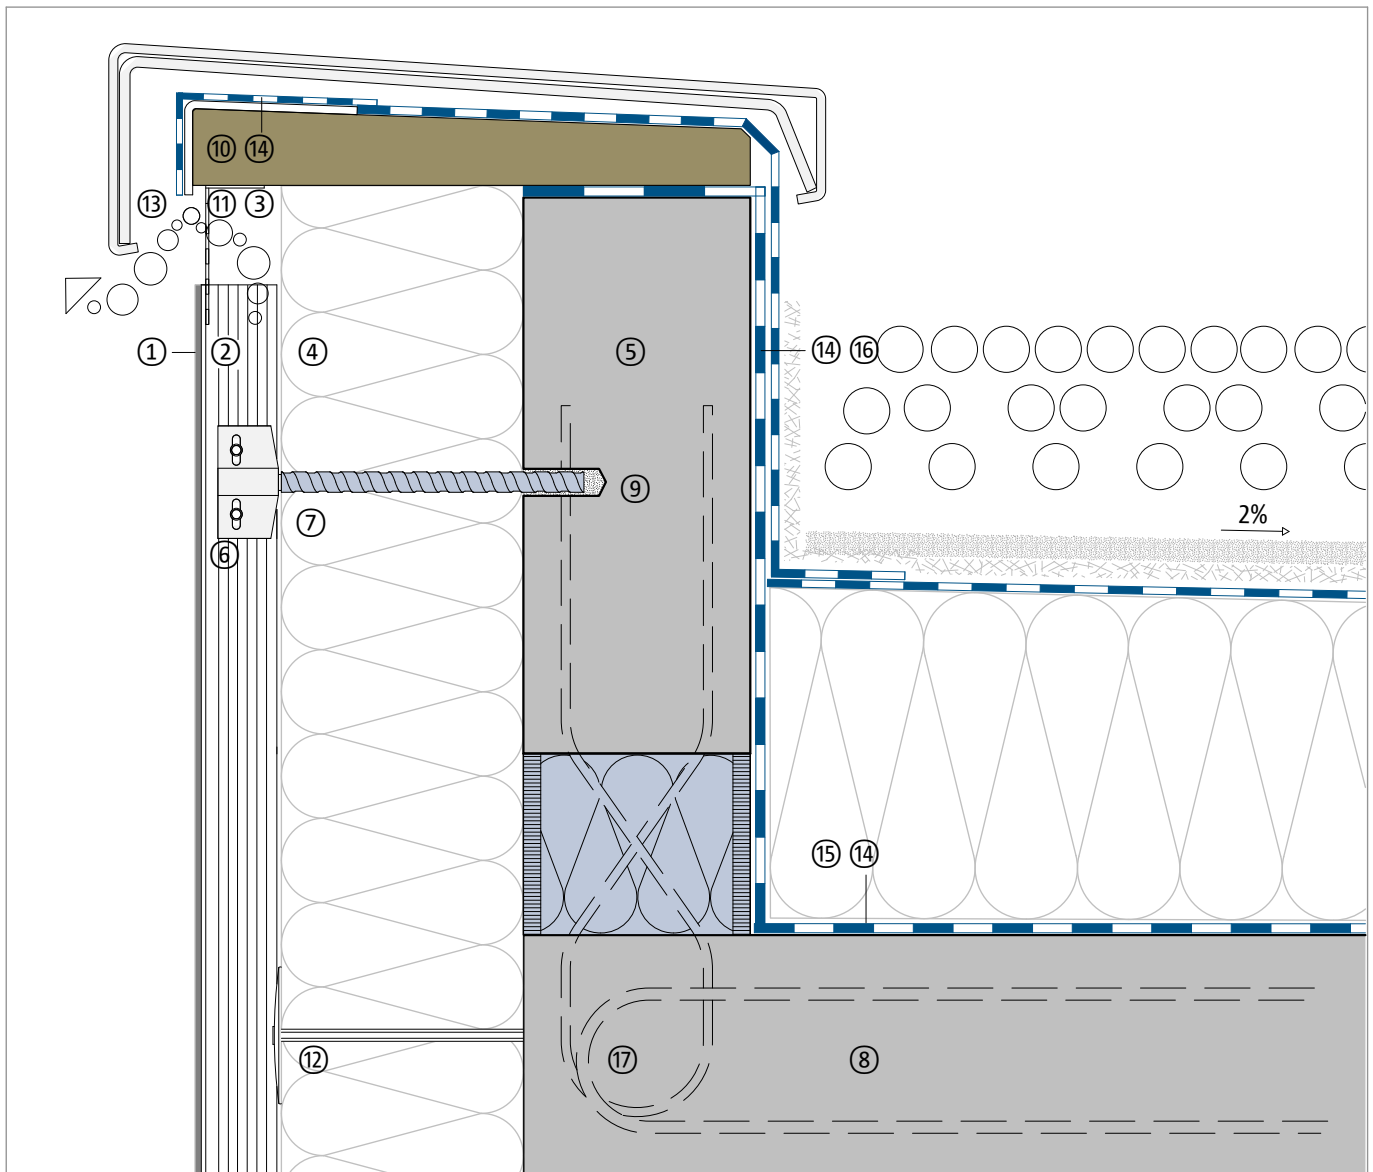 ⑩ ⑭
⑬ ⑪ ③
① ② ④ ⑤ ⑭ ⑯
⑨
⑦ 2%
⑥
⑮ ⑭
⑫ ⑰ ⑧